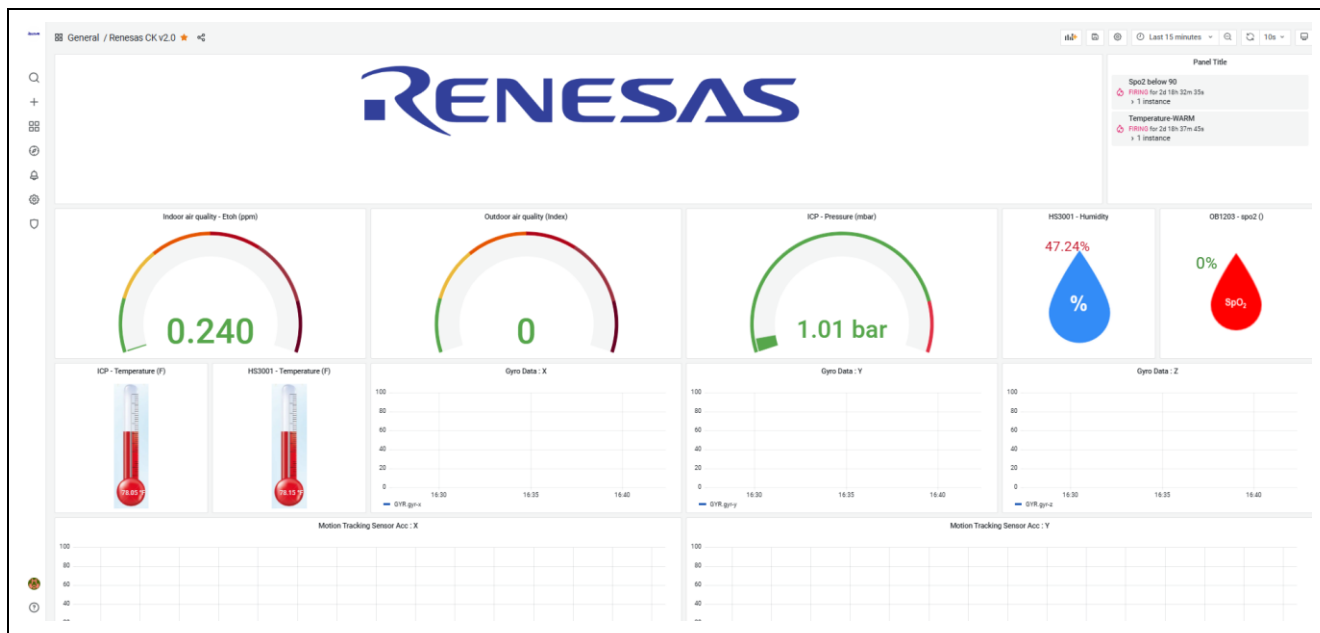 General / Renesas CK v2.0
Last 15 minutes
10s
RENESAS
Panel Title
Spo2 below 90
FIRING for 2d 18h 32m 35s
> 1 instance
Temperature-WARM
FIRING for 2d 18h 37m 45s
> 1 instance
Indoor air quality - Etoh (ppm)
0.240
Outdoor air quality (Index)
0
ICP - Pressure (mbar)
1.01 bar
HS3001 - Humidity
47.24%
%
OB1203 - spo2 ()
0%
SpO₂
ICP - Temperature (F)
78.05 °F
HS3001 - Temperature (F)
78.15 °F
Gyro Data : X
100
80
60
40
20
0
16:30 16:35 16:40
GYR.gyr-x
Gyro Data : Y
100
80
60
40
20
0
16:30 16:35 16:40
GYR.gyr-y
Gyro Data : Z
100
80
60
40
20
0
16:30 16:35 16:40
GYR.gyr-z
Motion Tracking Sensor Acc : X
100
80
60
40
Motion Tracking Sensor Acc : Y
100
80
60
40